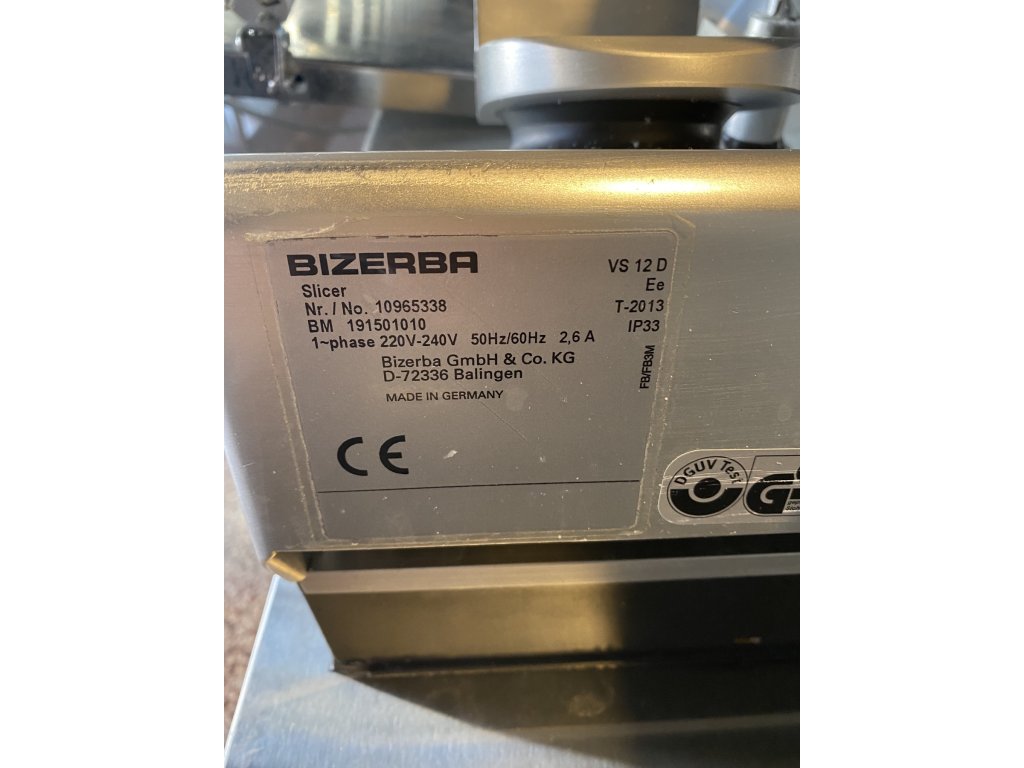 BIZERBA
VS 12 D
Slicer
Ee
Nr. / No. 10965338
T-2013
BM 191501010
IP33
1~phase 220V-240V 50Hz/60Hz 2,6 A
Bizerba GmbH & Co. KG
D-72336 Balingen
FB/FB3M
MADE IN GERMANY
CE
DGUV Test